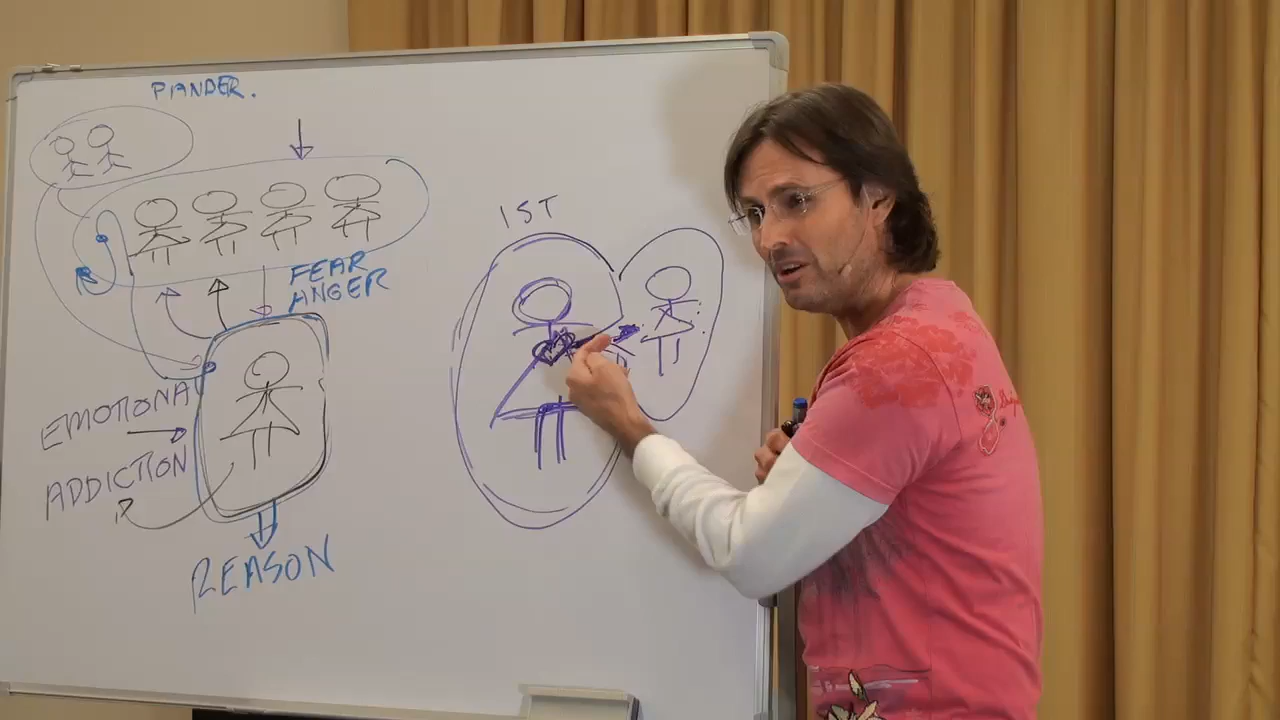 PANDER.
1ST
FEAR
ANGER
EMOTIONAL
ADDICTION
REASON